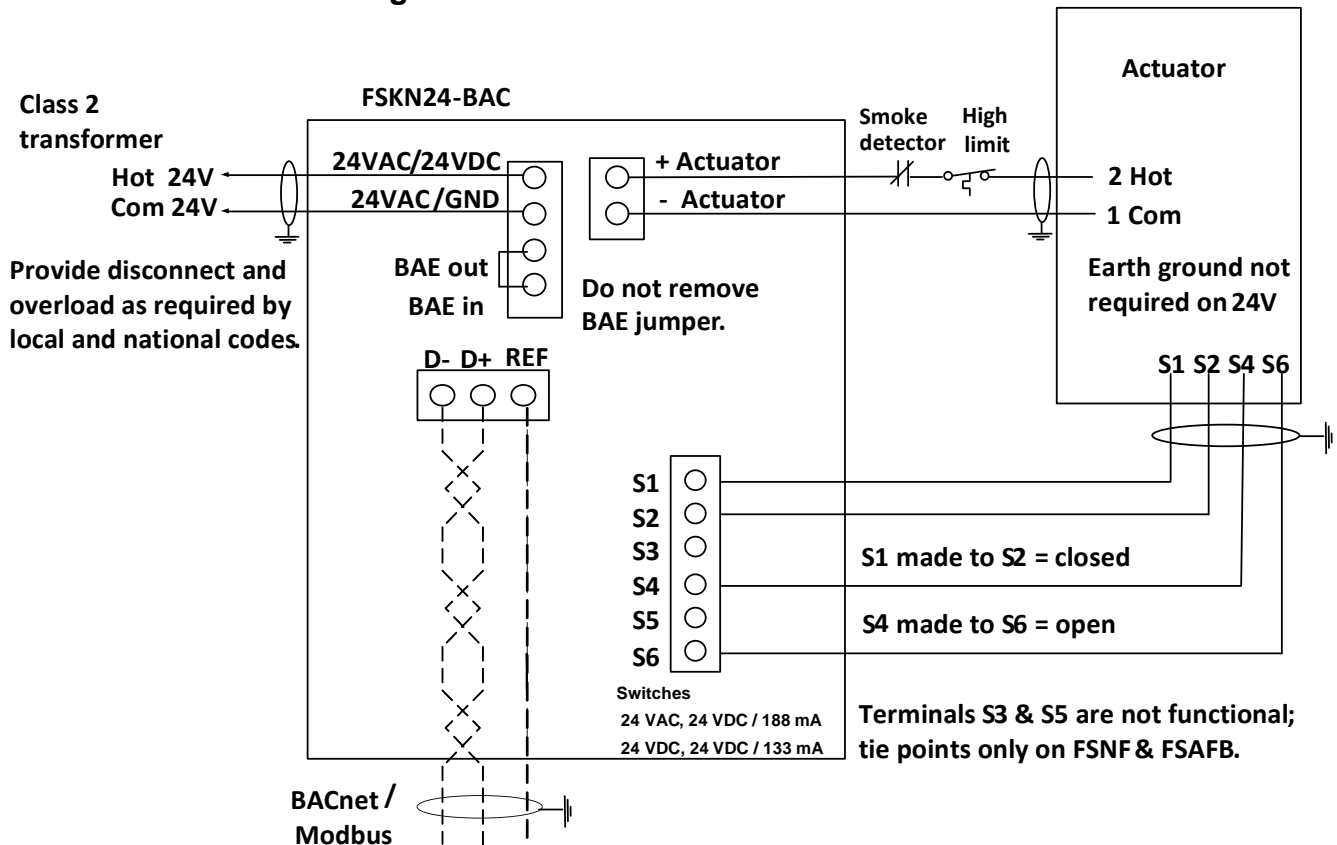 Actuator
FSKN24-BAC
Class 2
transformer
Smoke
detector
High
limit
24VAC/24VDC
+ Actuator
Hot 24V
2 Hot
24VAC/GND
- Actuator
Com 24V
1 Com
Provide disconnect and
overload as required by
local and national codes.
BAE out
BAE in
Do not remove
BAE jumper.
Earth ground not
required on 24V
D- D+ REF
S1 S2 S4 S6
S1
S2
S3
S4
S5
S6
S1 made to S2 = closed
S4 made to S6 = open
Switches
24 VAC, 24 VDC / 188 mA
24 VDC, 24 VDC / 133 mA
Terminals S3 & S5 are not functional;
tie points only on FSNF & FSAFB.
BACnet /
Modbus